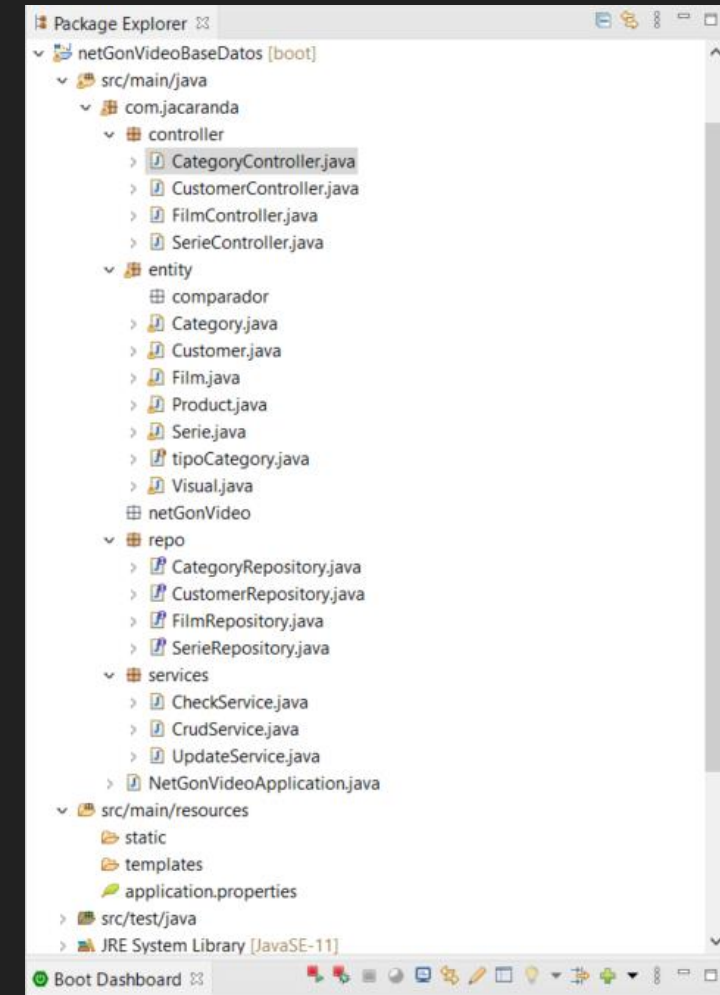 Package Explorer
netGonVideoBaseDatos [boot]
src/main/java
com.jacaranda
controller
CategoryController.java
CustomerController.java
FilmController.java
SerieController.java
entity
comparador
Category.java
Customer.java
Film.java
Product.java
Serie.java
tipoCategory.java
Visual.java
netGonVideo
repo
CategoryRepository.java
CustomerRepository.java
FilmRepository.java
SerieRepository.java
services
CheckService.java
CrudService.java
UpdateService.java
NetGonVideoApplication.java
src/main/resources
static
templates
application.properties
src/test/java
JRE System Library [JavaSE-11]
Boot Dashboard